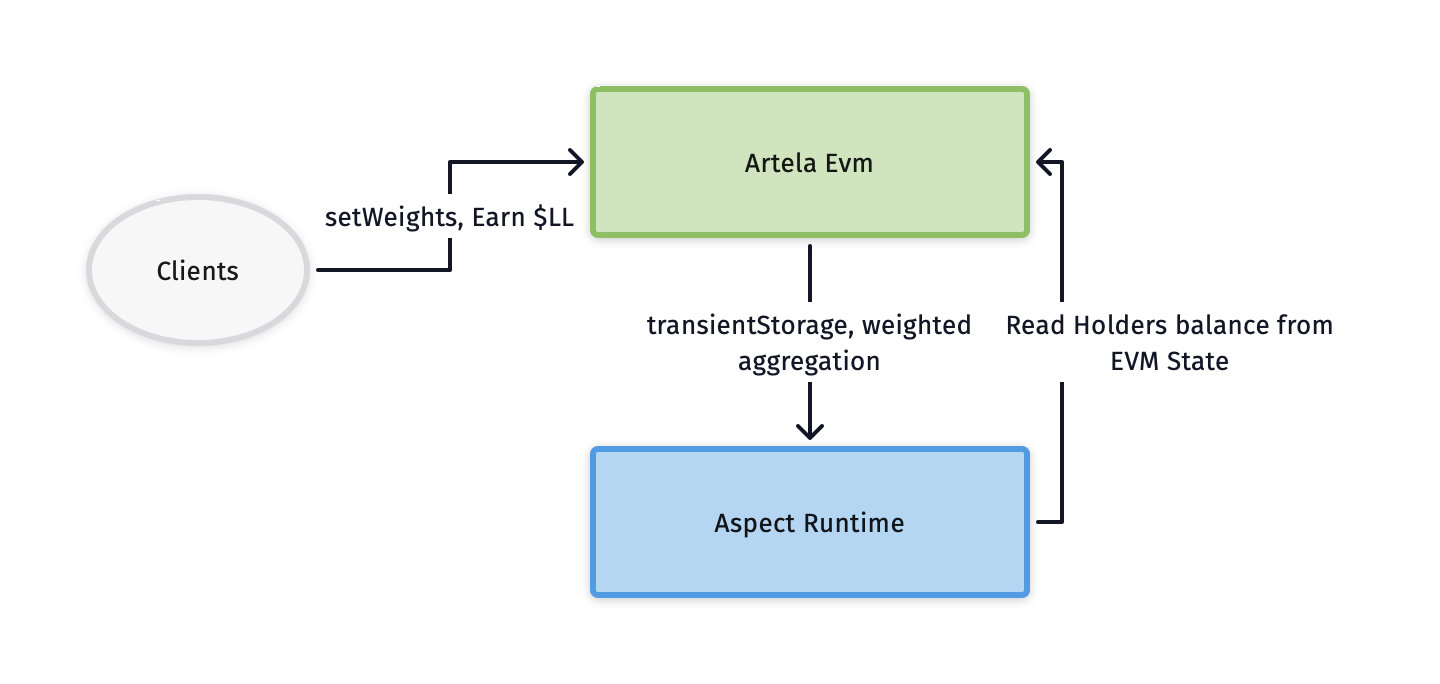 Artela Evm
setWeights, Earn $LL
Clients
transientStorage, weighted
aggregation
Read Holders balance from
EVM State
Aspect Runtime